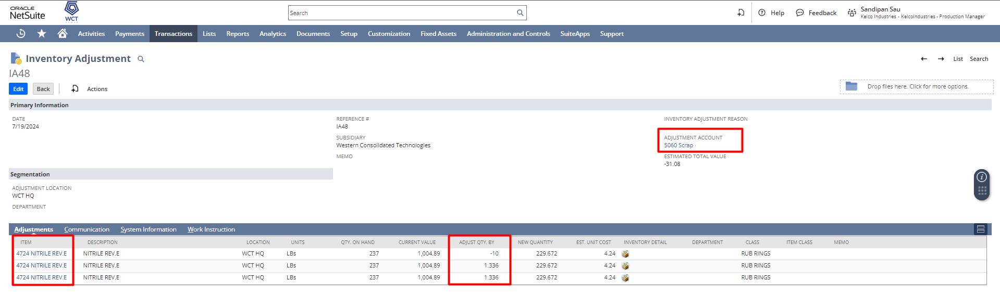 ORACLE
NetSuite
WCT
GROUP
Search
Help
Feedback
Sandipan Sau
Kelco Industries - KelcoIndustries - Production Manager
Activities
Payments
Transactions
Lists
Reports
Analytics
Documents
Setup
Customization
Fixed Assets
Administration and Controls
SuiteApps
Support
Inventory Adjustment
List
Search
IA48
Edit
Back
Actions
Drop files here. Click for more options.
Primary Information
DATE
7/19/2024
REFERENCE #
IA48
SUBSIDIARY
Western Consolidated Technologies
MEMO
INVENTORY ADJUSTMENT REASON
ADJUSTMENT ACCOUNT
5060 Scrap
ESTIMATED TOTAL VALUE
-31.08
Segmentation
ADJUSTMENT LOCATION
WCT HQ
DEPARTMENT
Adjustments Communication System Information Work Instruction
ITEM DESCRIPTION LOCATION UNITS QTY. ON HAND CURRENT VALUE ADJUST QTY. BY NEW QUANTITY EST. UNIT COST INVENTORY DETAIL DEPARTMENT CLASS ITEM CLASS MEMO
4724 NITRILE REV.E NITRILE REV.E WCT HQ LBs 237 1,004.89 -10 229.672 4.24 RUB RINGS
4724 NITRILE REV.E NITRILE REV.E WCT HQ LBs 237 1,004.89 1.336 229.672 4.24 RUB RINGS
4724 NITRILE REV.E NITRILE REV.E WCT HQ LBs 237 1,004.89 1.336 229.672 4.24 RUB RINGS